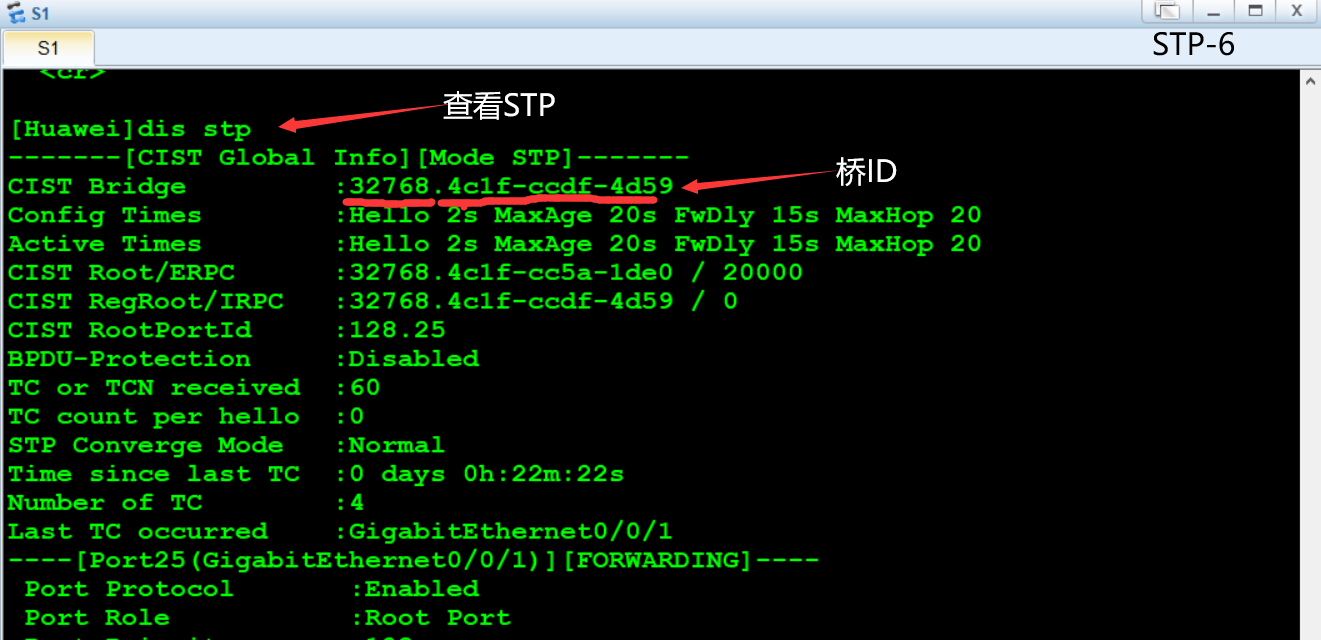 S1
S1
STP-6
<cr>
查看STP
[Huawei]dis stp
-------[CIST Global Info][Mode STP]-------
CIST Bridge :32768.4c1f-ccdf-4d59
桥ID
Config Times :Hello 2s MaxAge 20s FwDly 15s MaxHop 20
Active Times :Hello 2s MaxAge 20s FwDly 15s MaxHop 20
CIST Root/ERPC :32768.4c1f-cc5a-1de0 / 20000
CIST RegRoot/IRPC :32768.4c1f-ccdf-4d59 / 0
CIST RootPortId :128.25
BPDU-Protection :Disabled
TC or TCN received :60
TC count per hello :0
STP Converge Mode :Normal
Time since last TC :0 days 0h:22m:22s
Number of TC :4
Last TC occurred :GigabitEthernet0/0/1
----[Port25(GigabitEthernet0/0/1)][FORWARDING]----
Port Protocol :Enabled
Port Role :Root Port